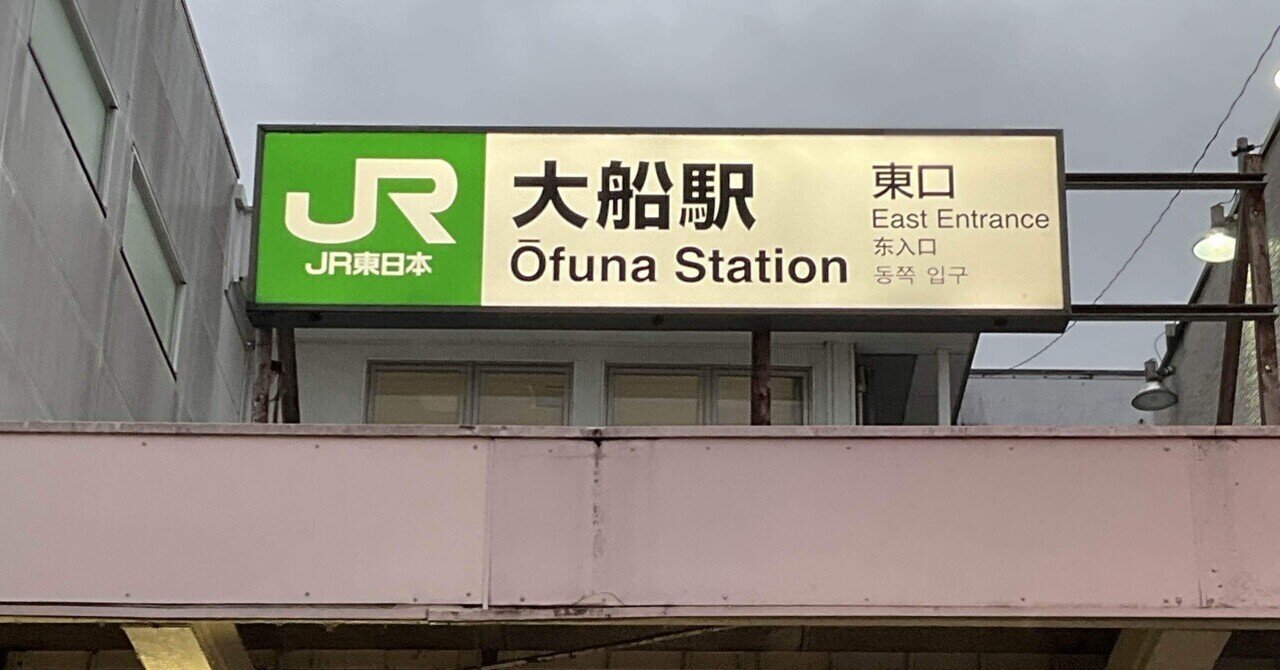 JR
JR東日本
大船駅
Ōfuna Station
東口
East Entrance
东入口
동쪽 입구